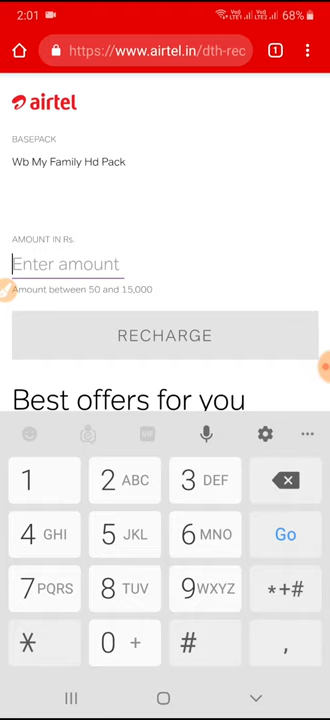 2:01 68%
https://www.airtel.in/dth-rec 1
airtel
BASEPACK
Wb My Family Hd Pack
AMOUNT IN Rs.
Enter amount
Amount between 50 and 15,000
RECHARGE
Best offers for you
GIF
1 2 ABC 3 DEF
4 GHI 5 JKL 6 MNO Go
7 PQRS 8 TUV 9 WXYZ *+#
* 0 + # ,